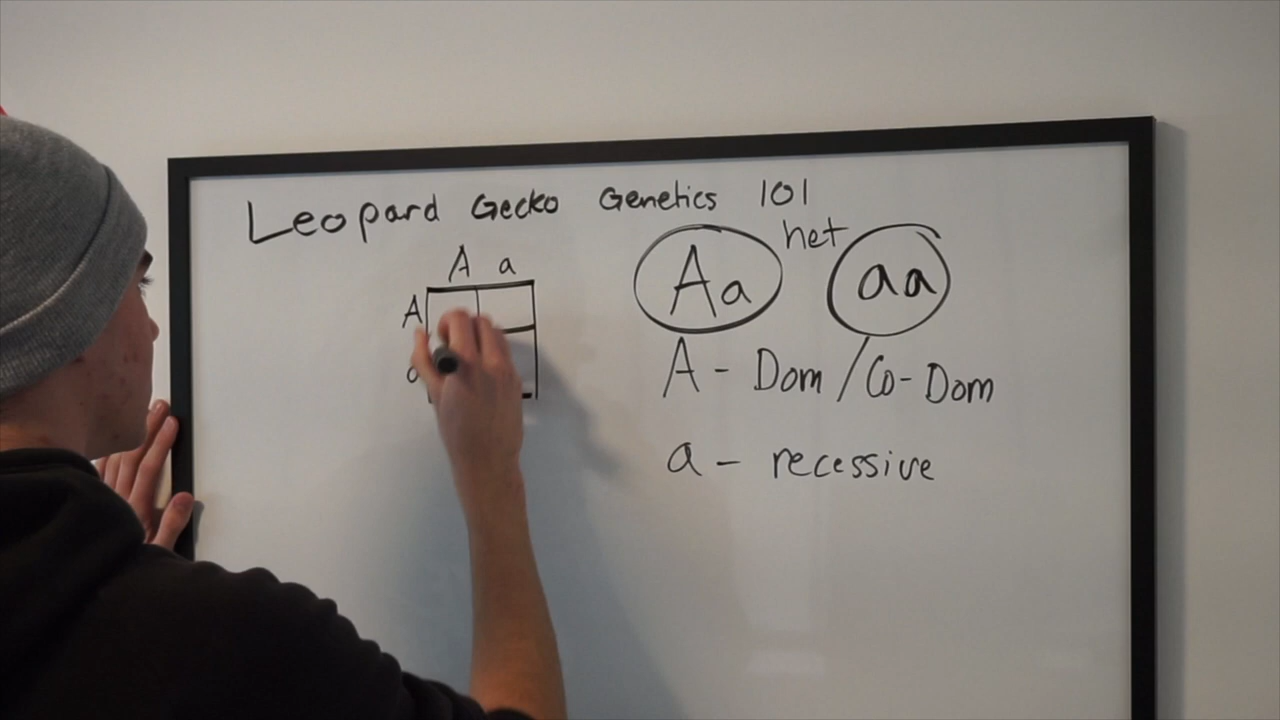 Leopard Gecko Genetics 101
A a
A
a
Aa het aa
A - Dom / Co-Dom
a - recessive